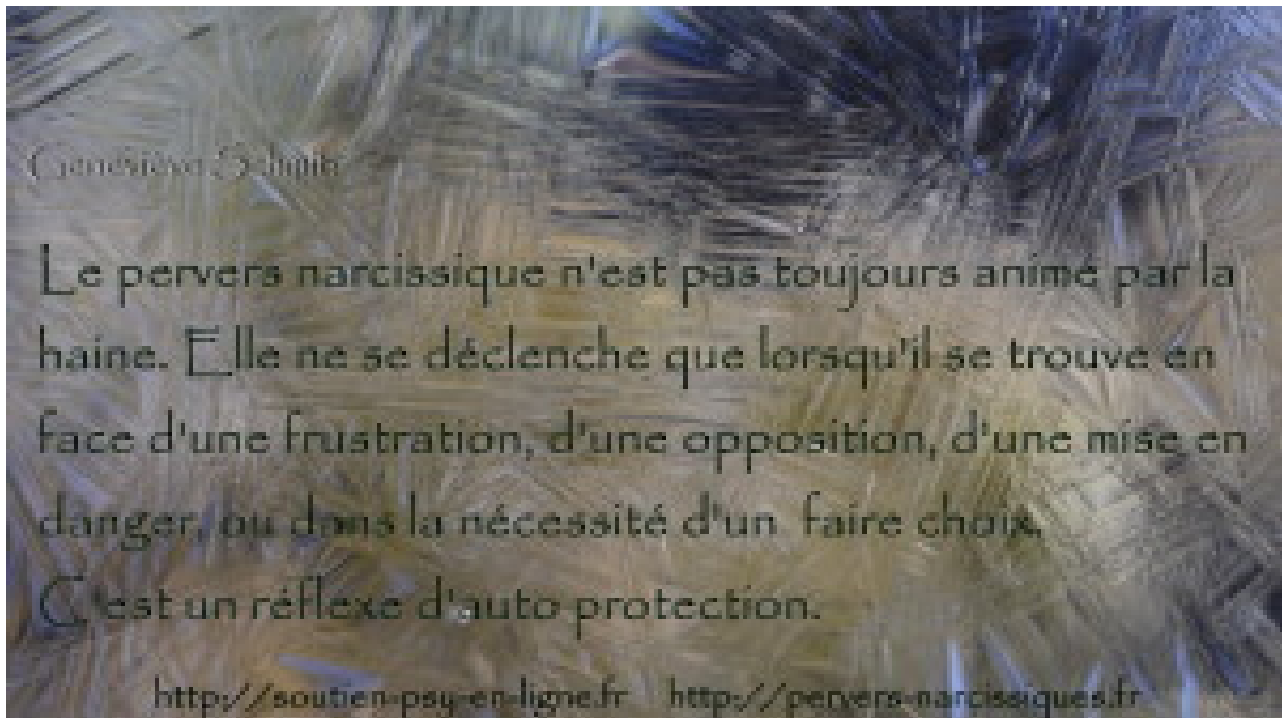 Geneviève Schmit
Le pervers narcissique n'est pas toujours animé par la
haine. Elle ne se déclenche que lorsqu'il se trouve en
face d'une frustration, d'une opposition, d'une mise en
danger, ou dans la nécessité d'un faire choix.
C'est un réflexe d'auto protection.
http://soutien-psy-en-ligne.fr http://pervers-narcissiques.fr